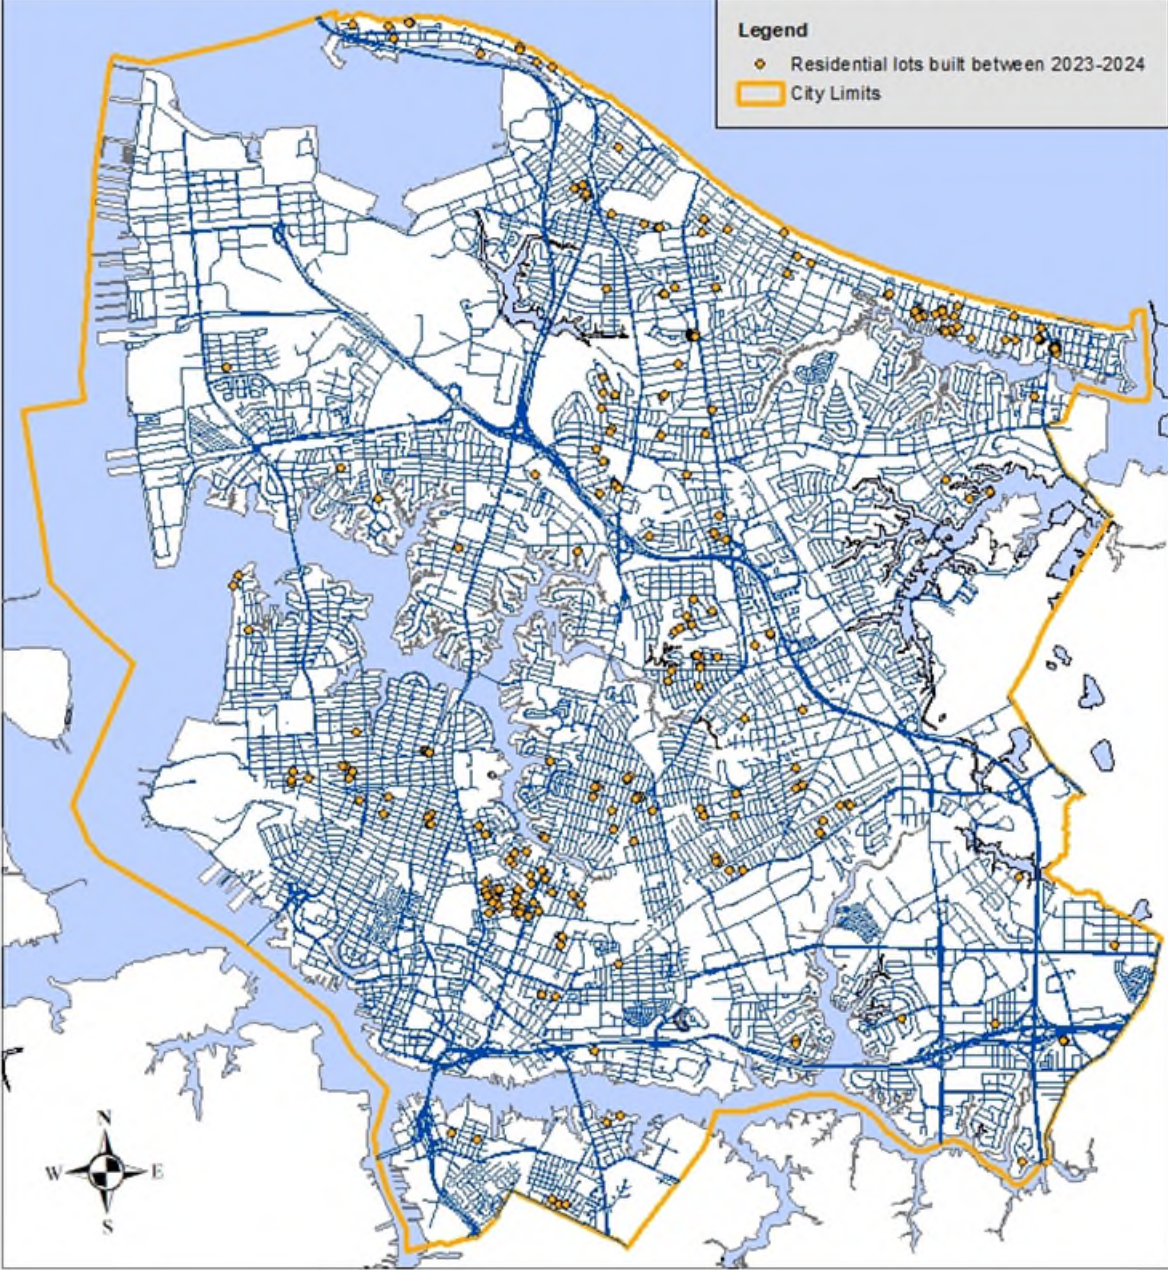 Legend
Residential lots built between 2023-2024
City Limits
N
W E
S